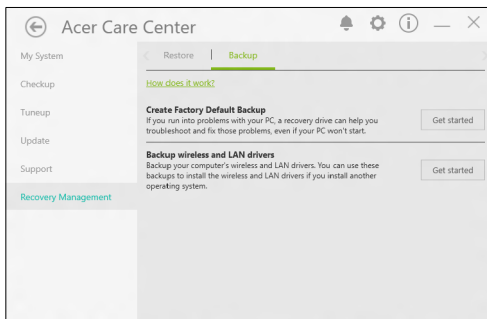 Acer Care Center
My System
Checkup
Tuneup
Update
Support
Recovery Management
Restore
Backup
How does it work?
Create Factory Default Backup
If you run into problems with your PC, a recovery drive can help you
troubleshoot and fix those problems, even if your PC won't start.
Get started
Backup wireless and LAN drivers
Backup your computer's wireless and LAN drivers. You can use these
backups to install the wireless and LAN drivers if you install another
operating system.
Get started